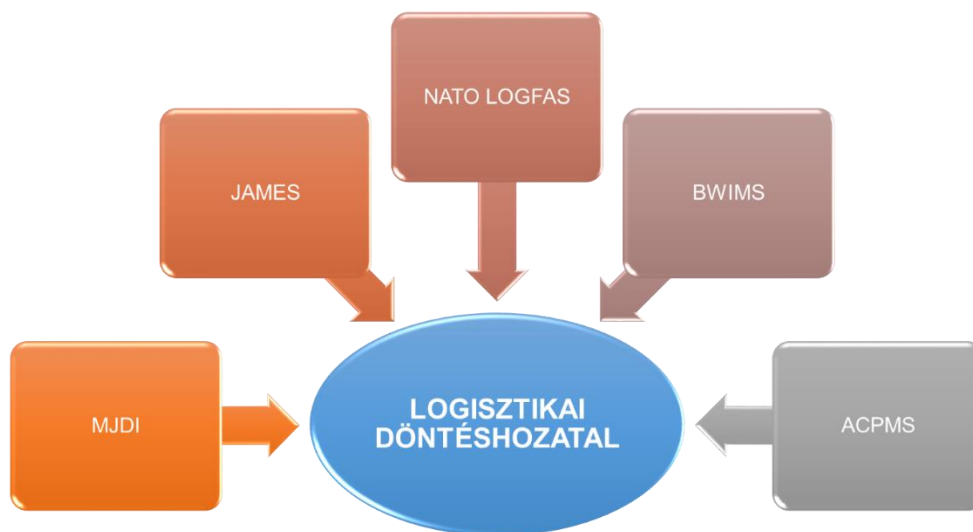 NATO LOGFAS
JAMES
BWIMS
MJDI
LOGISZTIKAI
DÖNTÉSHOZATAL
ACPMS